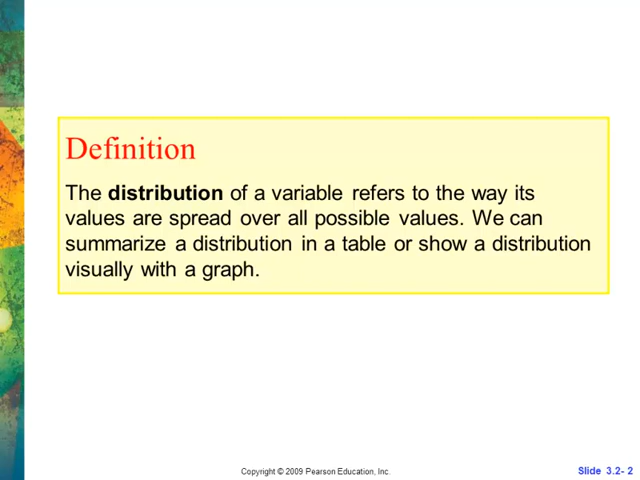 Definition
The distribution of a variable refers to the way its
values are spread over all possible values. We can
summarize a distribution in a table or show a distribution
visually with a graph.
Copyright © 2009 Pearson Education, Inc.
Slide 3.2- 2